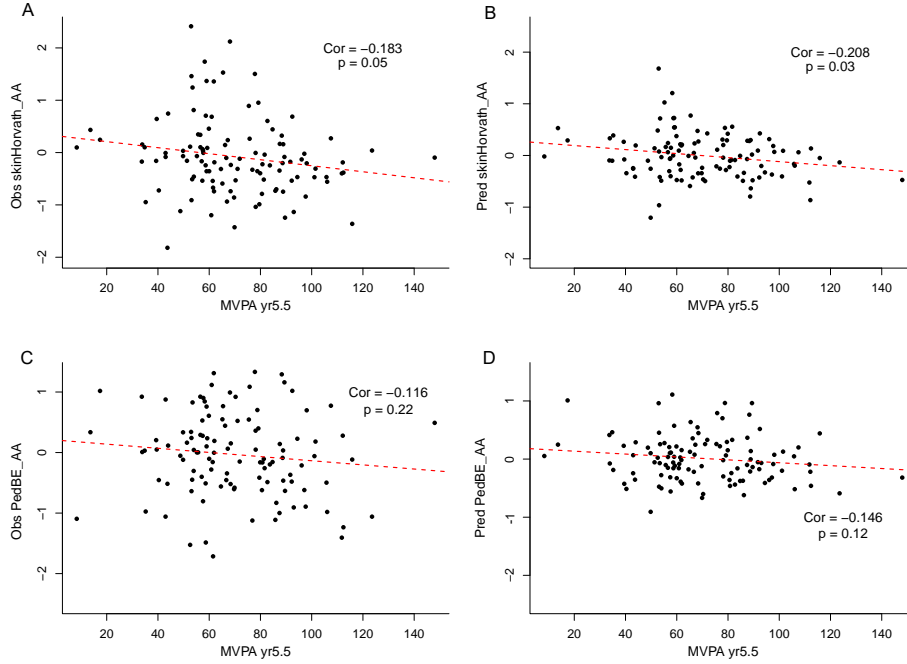 A
Obs skinHorvath_AA
2
1
0
−1
−2
Cor = −0.183
p = 0.05
20 40 60 80 100 120 140
MVPA yr5.5
B
Pred skinHorvath_AA
2
1
0
−1
−2
Cor = −0.208
p = 0.03
20 40 60 80 100 120 140
MVPA yr5.5
C
Obs PedBE_AA
1
0
−1
−2
Cor = −0.116
p = 0.22
20 40 60 80 100 120 140
MVPA yr5.5
D
Pred PedBE_AA
1
0
−1
−2
Cor = −0.146
p = 0.12
20 40 60 80 100 120 140
MVPA yr5.5